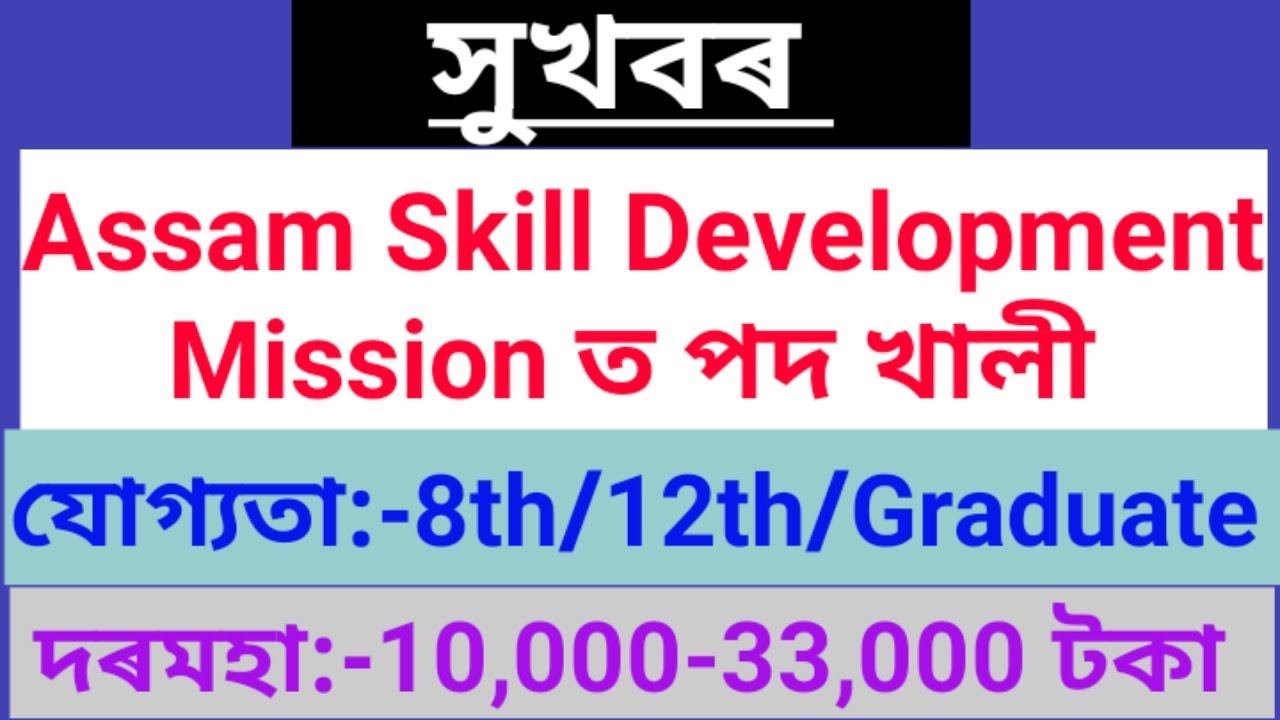 সুখবৰ
Assam Skill Development
Mission ত পদ খালী
যোগ্যতা:-8th/12th/Graduate
দৰমহা:-10,000-33,000 টকা